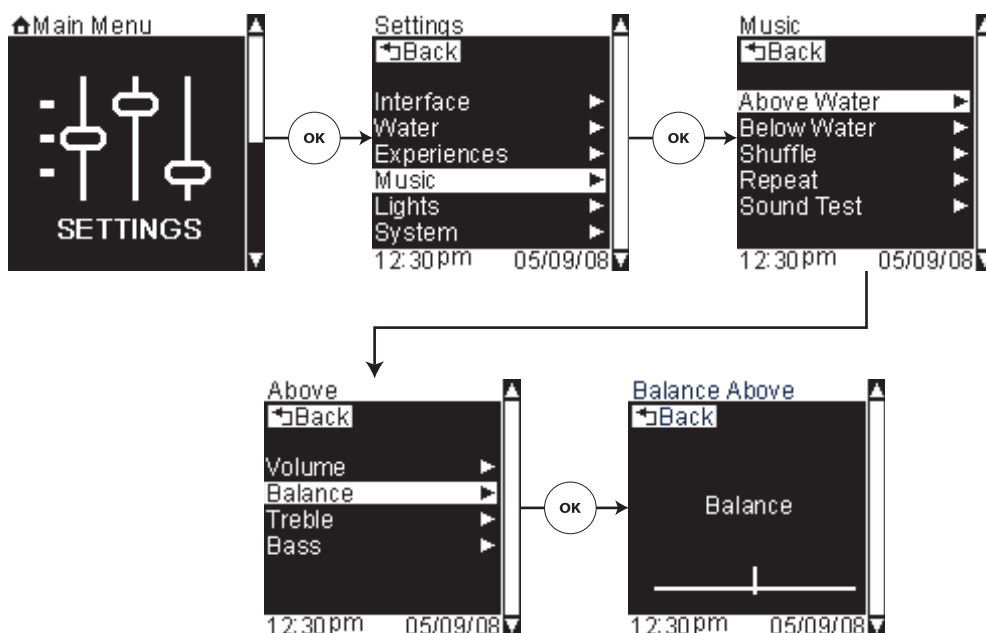 Main Menu
SETTINGS
OK
Settings
Back
Interface
Water
Experiences
Music
Lights
System
12:30pm 05/09/08
OK
Music
Back
Above Water
Below Water
Shuffle
Repeat
Sound Test
12:30pm 05/09/08
Above
Back
Volume
Balance
Treble
Bass
12:30pm 05/09/08
OK
Balance Above
Back
Balance
12:30pm 05/09/08